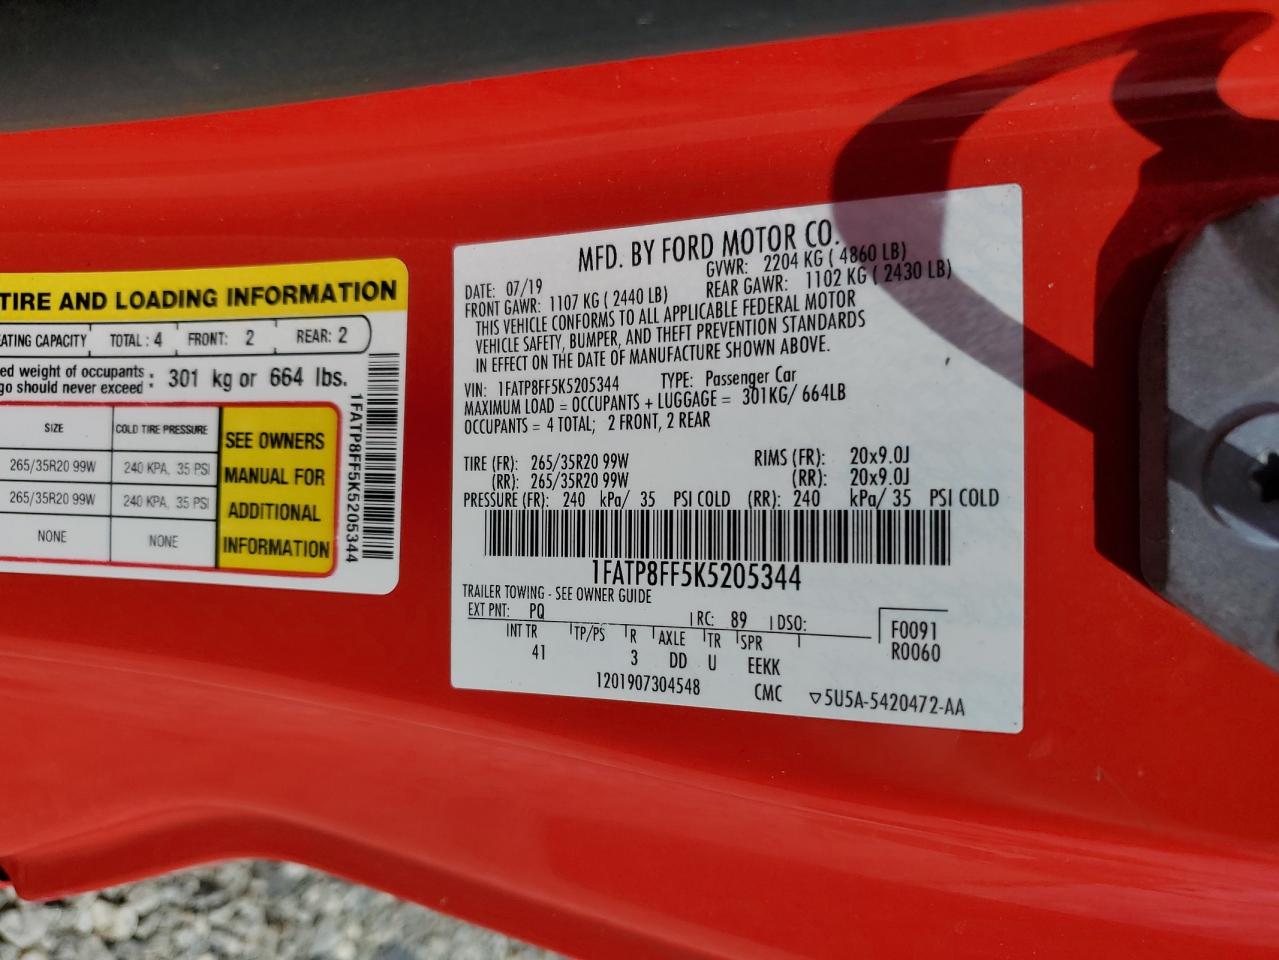 TIRE AND LOADING INFORMATION
EATING CAPACITY TOTAL : 4 FRONT: 2 REAR: 2
ed weight of occupants
go should never exceed : 301 kg or 664 lbs.
SIZE COLD TIRE PRESSURE
265/35R20 99W 240 KPA, 35 PSI
265/35R20 99W 240 KPA, 35 PSI
NONE NONE
SEE OWNERS
MANUAL FOR
ADDITIONAL
INFORMATION
1FATP8FF5K5205344
MFD. BY FORD MOTOR CO.
DATE: 07/19 GVWR: 2204 KG ( 4860 LB)
FRONT GAWR: 1107 KG ( 2440 LB) REAR GAWR: 1102 KG ( 2430 LB)
THIS VEHICLE CONFORMS TO ALL APPLICABLE FEDERAL MOTOR
VEHICLE SAFETY, BUMPER, AND THEFT PREVENTION STANDARDS
IN EFFECT ON THE DATE OF MANUFACTURE SHOWN ABOVE.
VIN: 1FATP8FF5K5205344 TYPE: Passenger Car
MAXIMUM LOAD = OCCUPANTS + LUGGAGE = 301KG/ 664LB
OCCUPANTS = 4 TOTAL; 2 FRONT, 2 REAR
TIRE (FR): 265/35R20 99W RIMS (FR): 20x9.0J
(RR): 265/35R20 99W (RR): 20x9.0J
PRESSURE (FR): 240 kPa/ 35 PSI COLD (RR): 240 kPa/ 35 PSI COLD
1FATP8FF5K5205344
TRAILER TOWING - SEE OWNER GUIDE
EXT PNT: PQ RC: 89 DSO:
INT TR TP/PS R AXLE TR SPR F0091
41 3 DD U EEKK R0060
1201907304548 CMC ▽5U5A-5420472-AA